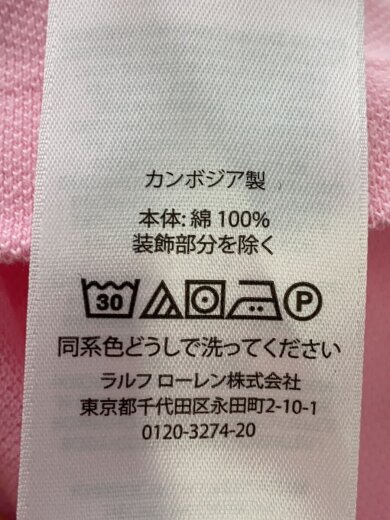 カンボジア製
本体: 綿 100%
装飾部分を除く
30 P
同系色どうしで洗ってください
ラルフ ローレン株式会社
東京都千代田区永田町2-10-1
0120-3274-20